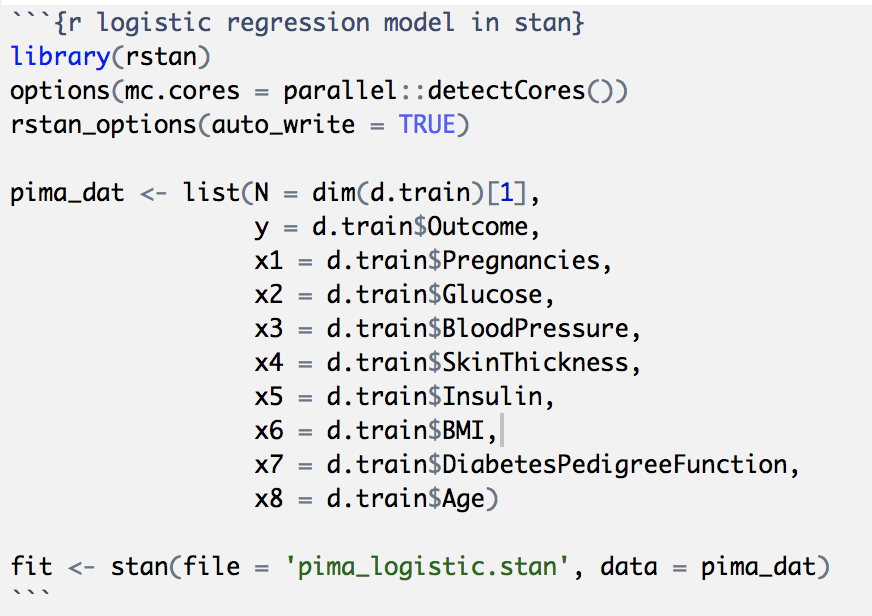 ```{r logistic regression model in stan}
library(rstan)
options(mc.cores = parallel::detectCores())
rstan_options(auto_write = TRUE)

pima_dat <- list(N = dim(d.train)[1],
                 y = d.train$Outcome,
                 x1 = d.train$Pregnancies,
                 x2 = d.train$Glucose,
                 x3 = d.train$BloodPressure,
                 x4 = d.train$SkinThickness,
                 x5 = d.train$Insulin,
                 x6 = d.train$BMI,
                 x7 = d.train$DiabetesPedigreeFunction,
                 x8 = d.train$Age)

fit <- stan(file = 'pima_logistic.stan', data = pima_dat)
```